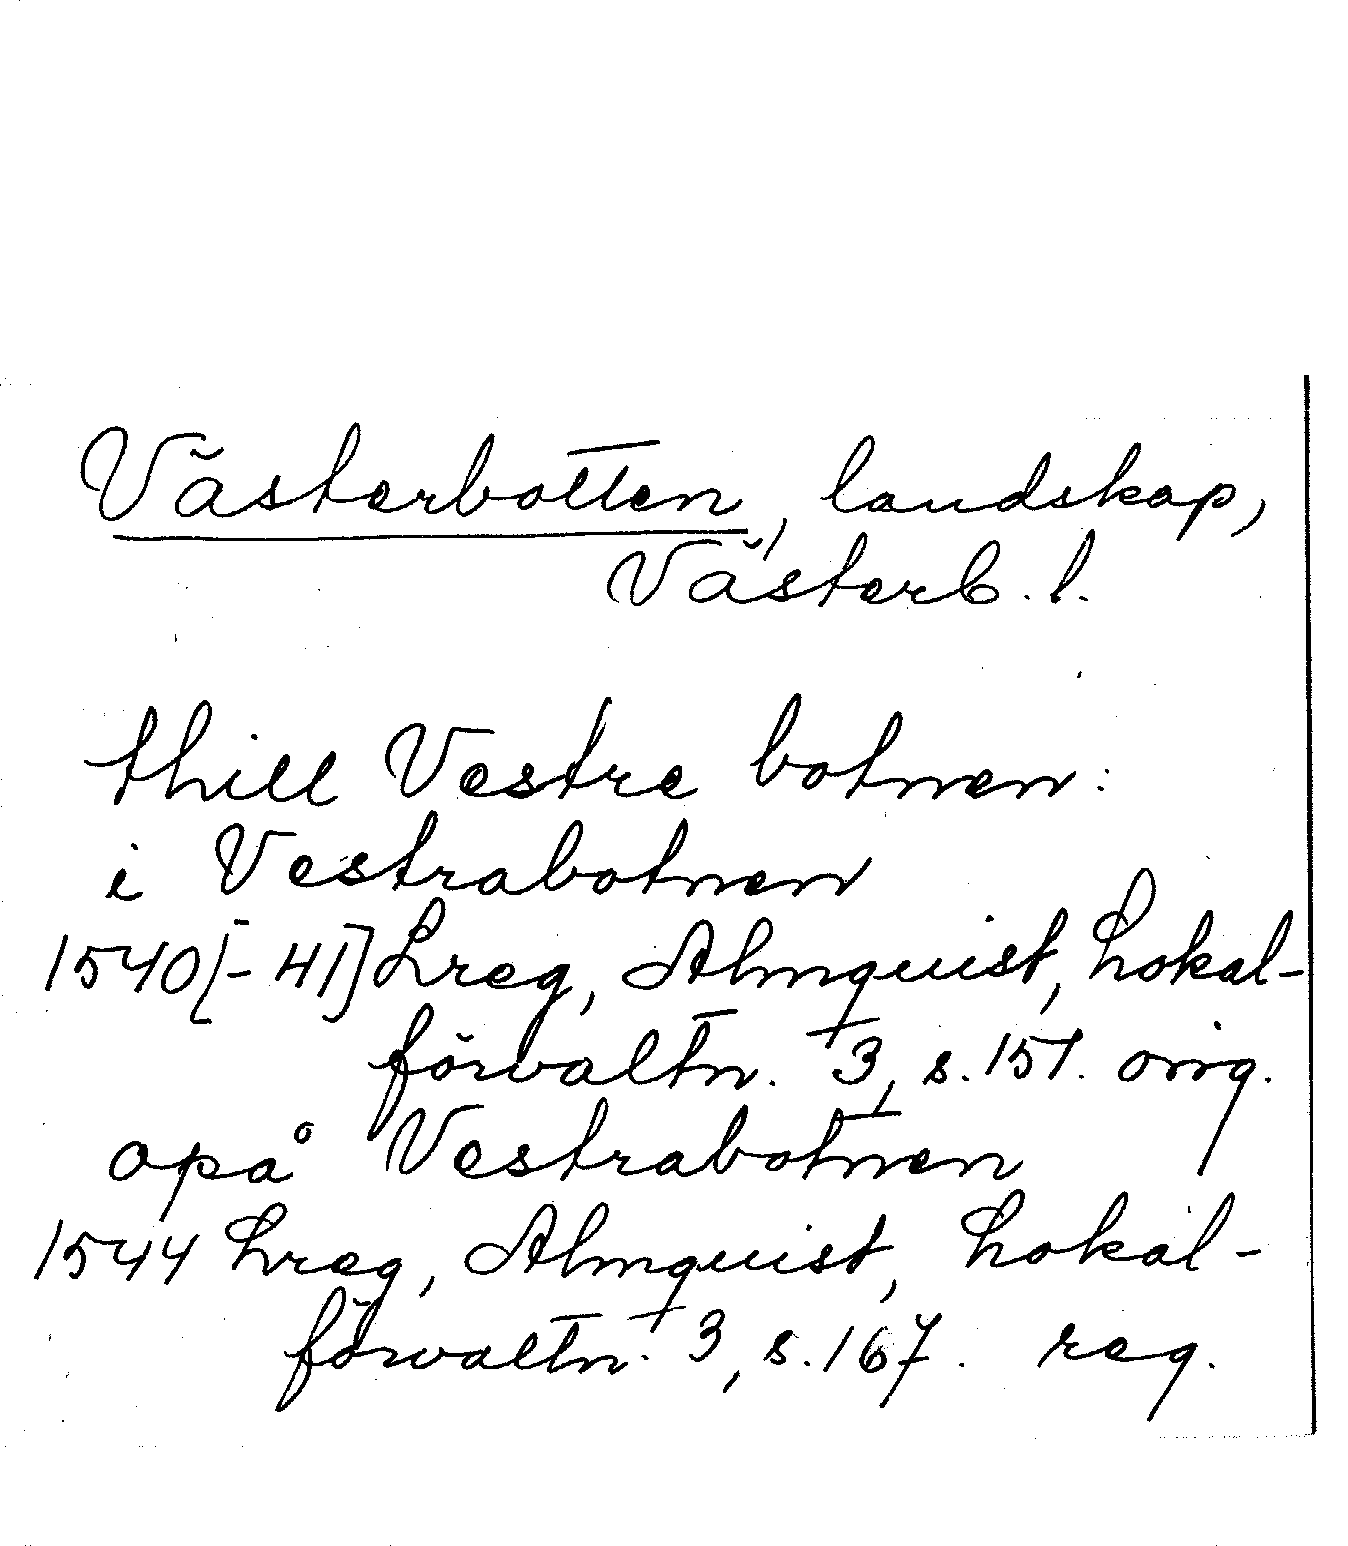 Västerbotten, landskap,
Västerb. l.
thill Vestre botnen:
i Vestrabotnen
1540[-41] Lreg, Almquist, Lokal-
förvaltn. 3, s. 151. orig.
opå Vestrabotnen
1544 Lreg, Almquist, Lokal-
förvaltn. 3, s. 167. reg.